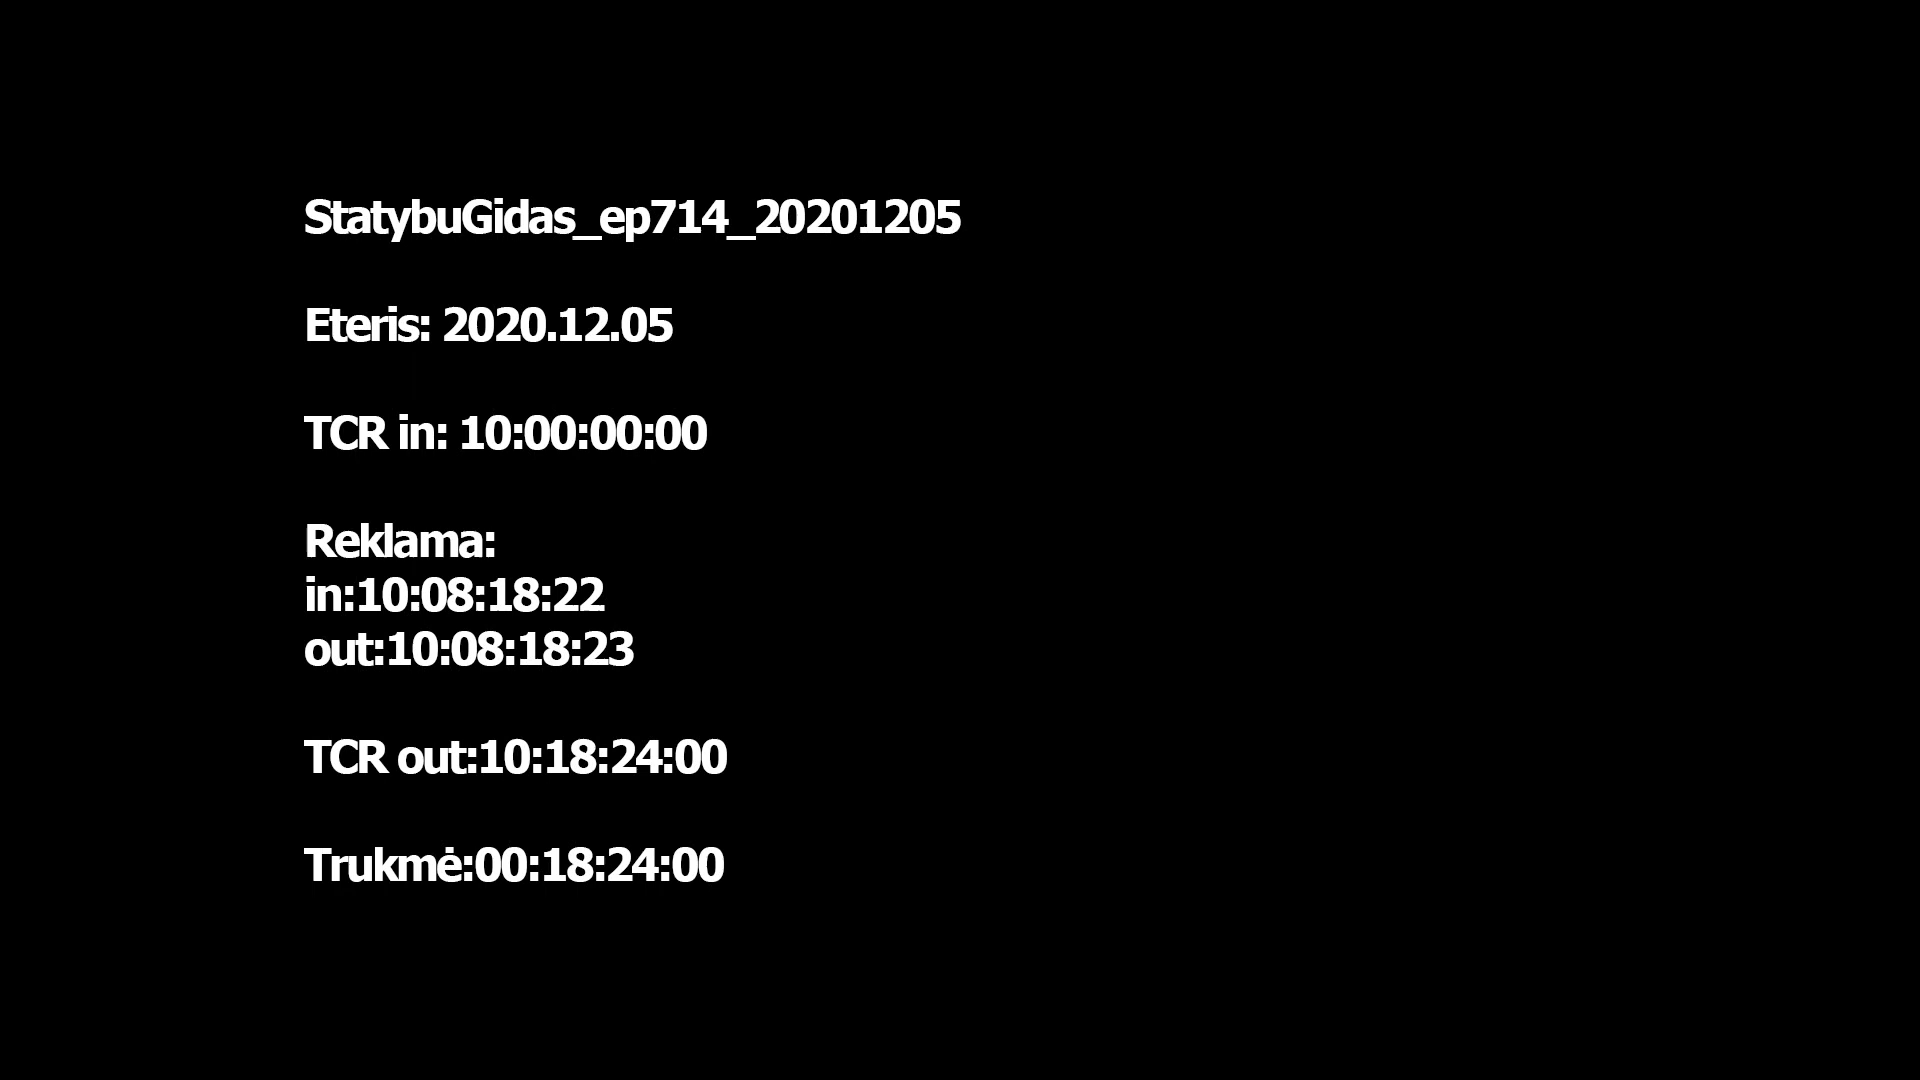 StatybuGidas_ep714_20201205
Eteris: 2020.12.05
TCR in: 10:00:00:00
Reklama:
in:10:08:18:22
out:10:08:18:23
TCR out:10:18:24:00
Trukmė:00:18:24:00